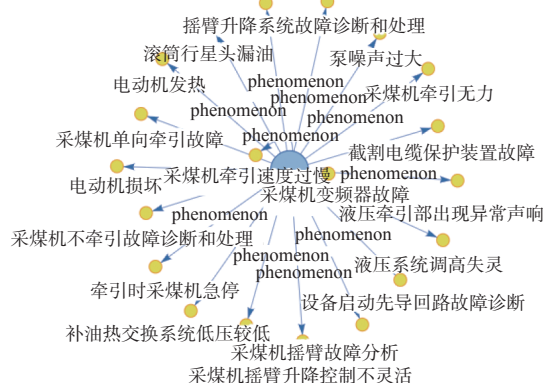 摇臂升降系统故障诊断和处理
滚筒行星头漏油
泵噪声过大
电动机发热
phenomenon
phenomenon
采煤机牵引无力
phenomenon
phenomenon
采煤机单向牵引故障
phenomenon
截割电缆保护装置故障
采煤机牵引速度过慢
phenomenon
电动机损坏
采煤机变频器故障
phenomenon
液压牵引部出现异常声响
采煤机不牵引故障诊断和处理
phenomenon
phenomenon
液压系统调高失灵
phenomenon
牵引时采煤机急停
设备启动先导回路故障诊断
补油热交换系统低压较低
采煤机摇臂故障分析
采煤机摇臂升降控制不灵活